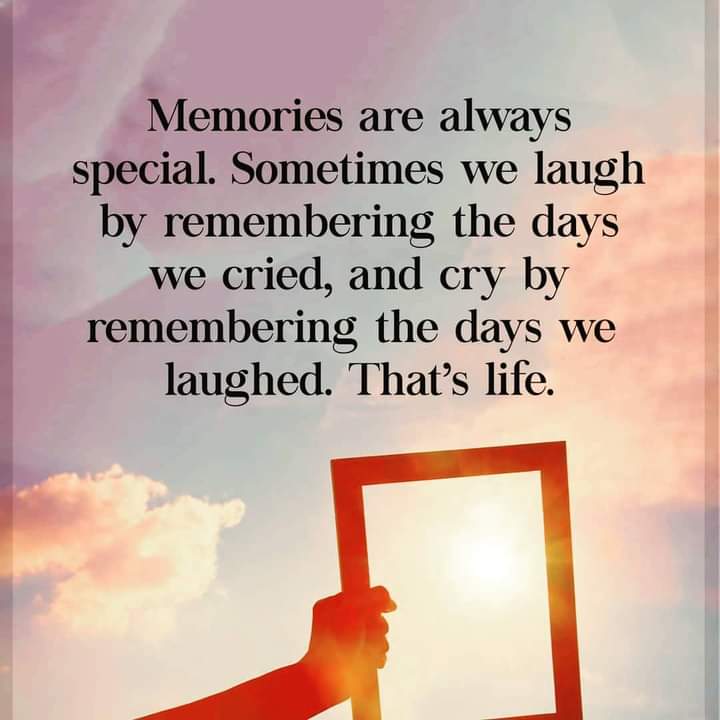 Memories are always
special. Sometimes we laugh
by remembering the days
we cried, and cry by
remembering the days we
laughed. That’s life.